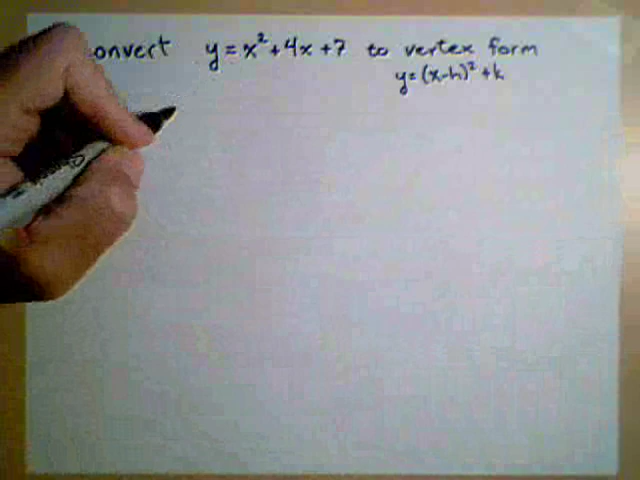 onvert y = x² + 4x + 7 to vertex form
y = (x-h)² + k